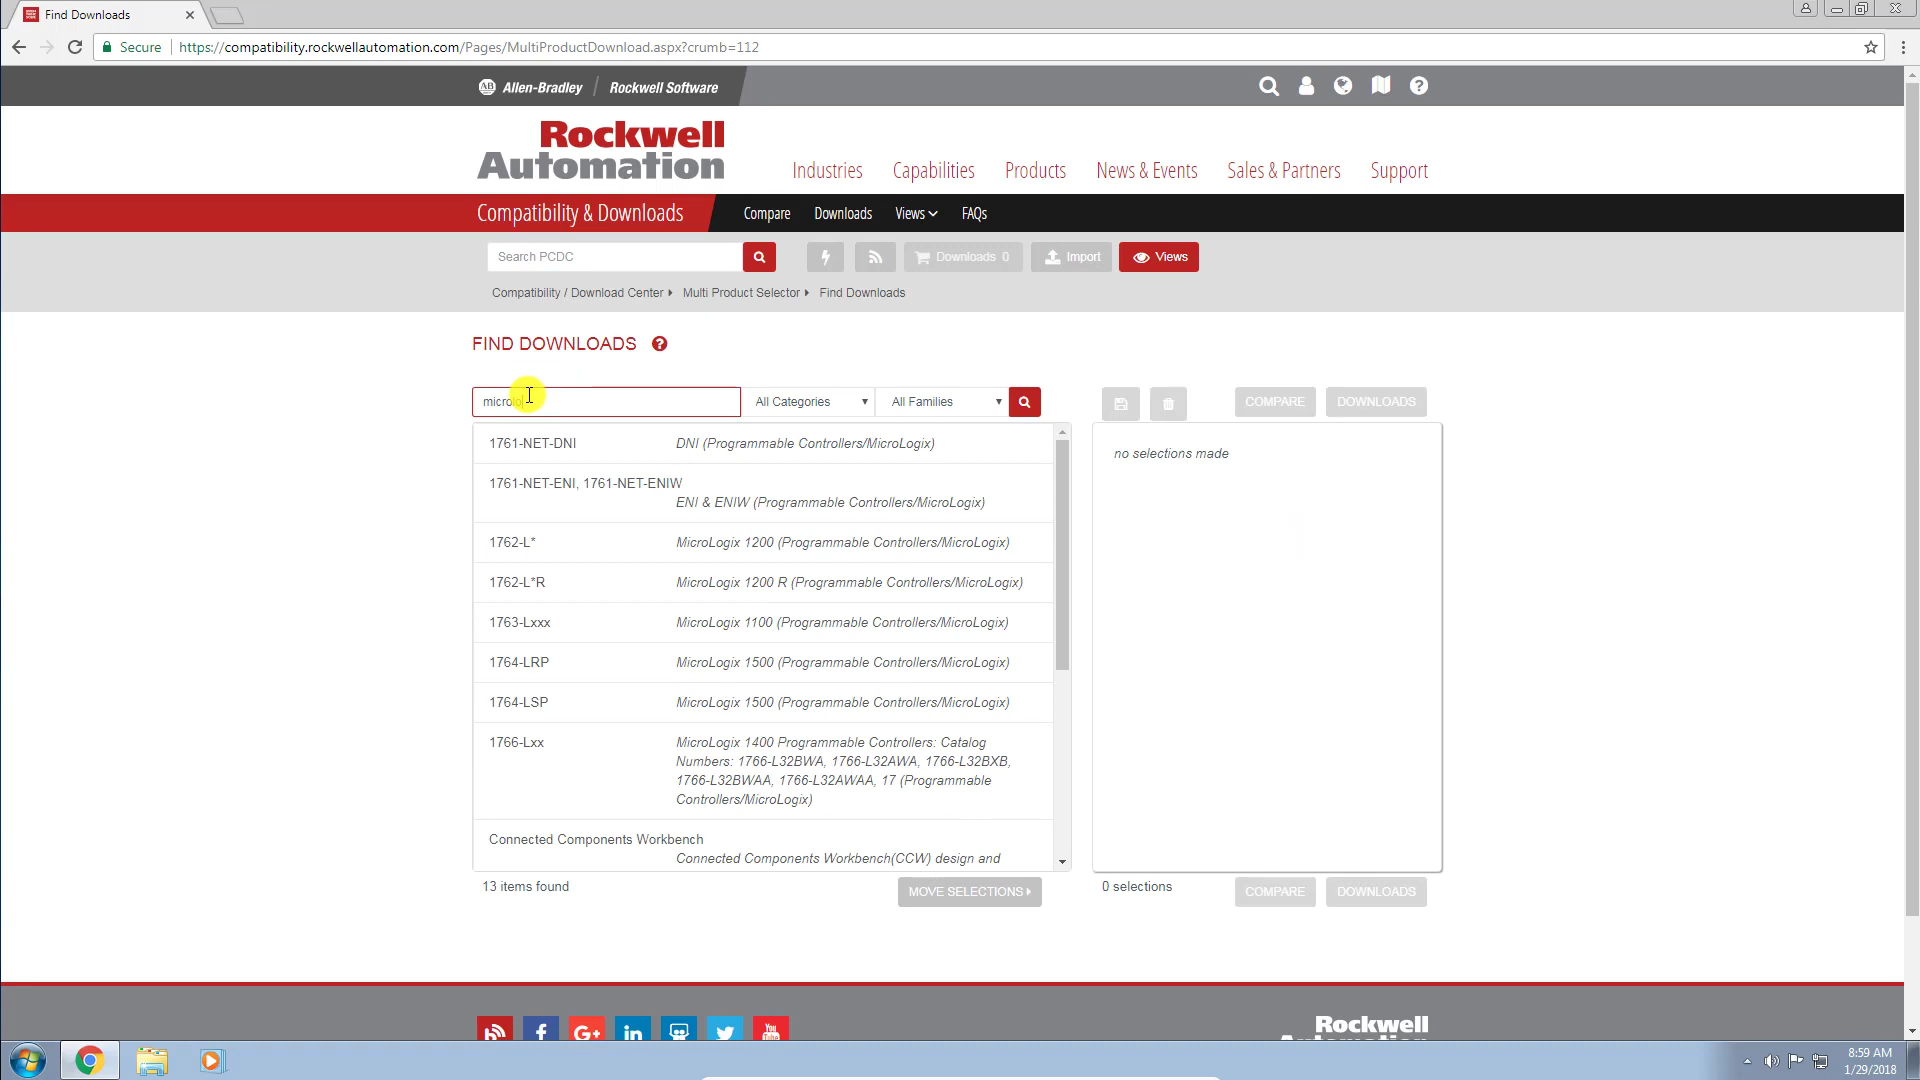 Find Downloads
Secure https://compatibility.rockwellautomation.com/Pages/MultiProductDownload.aspx?crumb=112
AB Allen-Bradley / Rockwell Software
Rockwell
Automation
Industries Capabilities Products News & Events Sales & Partners Support
Compatibility & Downloads Compare Downloads Views FAQs
Search PCDC Downloads 0 Import Views
Compatibility / Download Center Multi Product Selector Find Downloads
FIND DOWNLOADS ?
All Categories All Families COMPARE DOWNLOADS
1761-NET-DNI DNI (Programmable Controllers/MicroLogix)
no selections made
1761-NET-ENI, 1761-NET-ENIW
ENI & ENIW (Programmable Controllers/MicroLogix)
1762-L* MicroLogix 1200 (Programmable Controllers/MicroLogix)
1762-L*R MicroLogix 1200 R (Programmable Controllers/MicroLogix)
1763-Lxxx MicroLogix 1100 (Programmable Controllers/MicroLogix)
1764-LRP MicroLogix 1500 (Programmable Controllers/MicroLogix)
1764-LSP MicroLogix 1500 (Programmable Controllers/MicroLogix)
1766-Lxx MicroLogix 1400 Programmable Controllers: Catalog
Numbers: 1766-L32BWA, 1766-L32AWA, 1766-L32BXB,
1766-L32BWAA, 1766-L32AWAA, 17 (Programmable
Controllers/MicroLogix)
Connected Components Workbench
Connected Components Workbench(CCW) design and
13 items found MOVE SELECTIONS 0 selections COMPARE DOWNLOADS
f G+ in You Tube
Rockwell
Automation
8:59 AM
1/29/2018